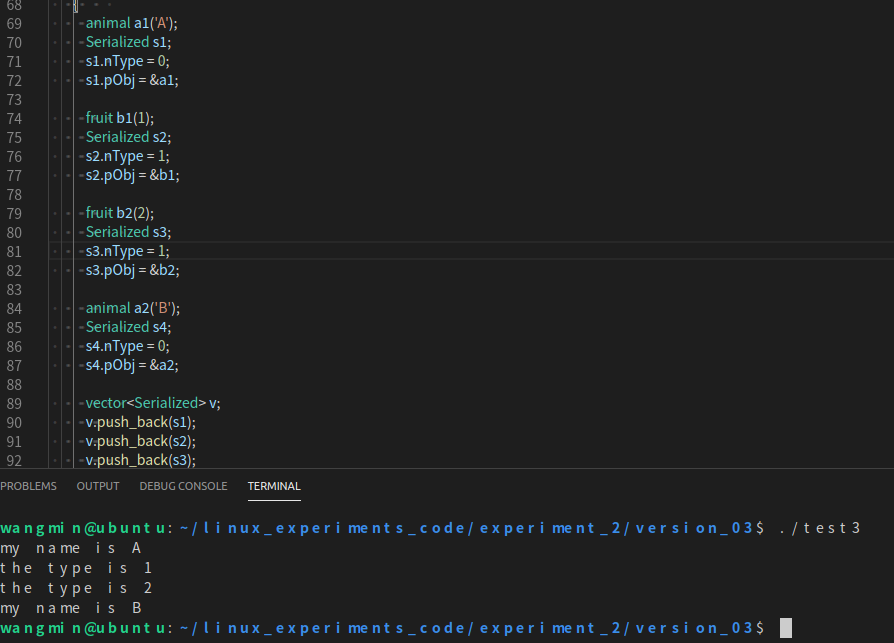 68 {
69 animal a1('A');
70 Serialized s1;
71 s1.nType = 0;
72 s1.pObj = &a1;
73
74 fruit b1(1);
75 Serialized s2;
76 s2.nType = 1;
77 s2.pObj = &b1;
78
79 fruit b2(2);
80 Serialized s3;
81 s3.nType = 1;
82 s3.pObj = &b2;
83
84 animal a2('B');
85 Serialized s4;
86 s4.nType = 0;
87 s4.pObj = &a2;
88
89 vector<Serialized> v;
90 v.push_back(s1);
91 v.push_back(s2);
92 v.push_back(s3);
PROBLEMS OUTPUT DEBUG CONSOLE TERMINAL
wangmin@ubuntu:~/linux_experiments_code/experiment_2/version_03$ ./test3
my name is A
the type is 1
the type is 2
my name is B
wangmin@ubuntu:~/linux_experiments_code/experiment_2/version_03$